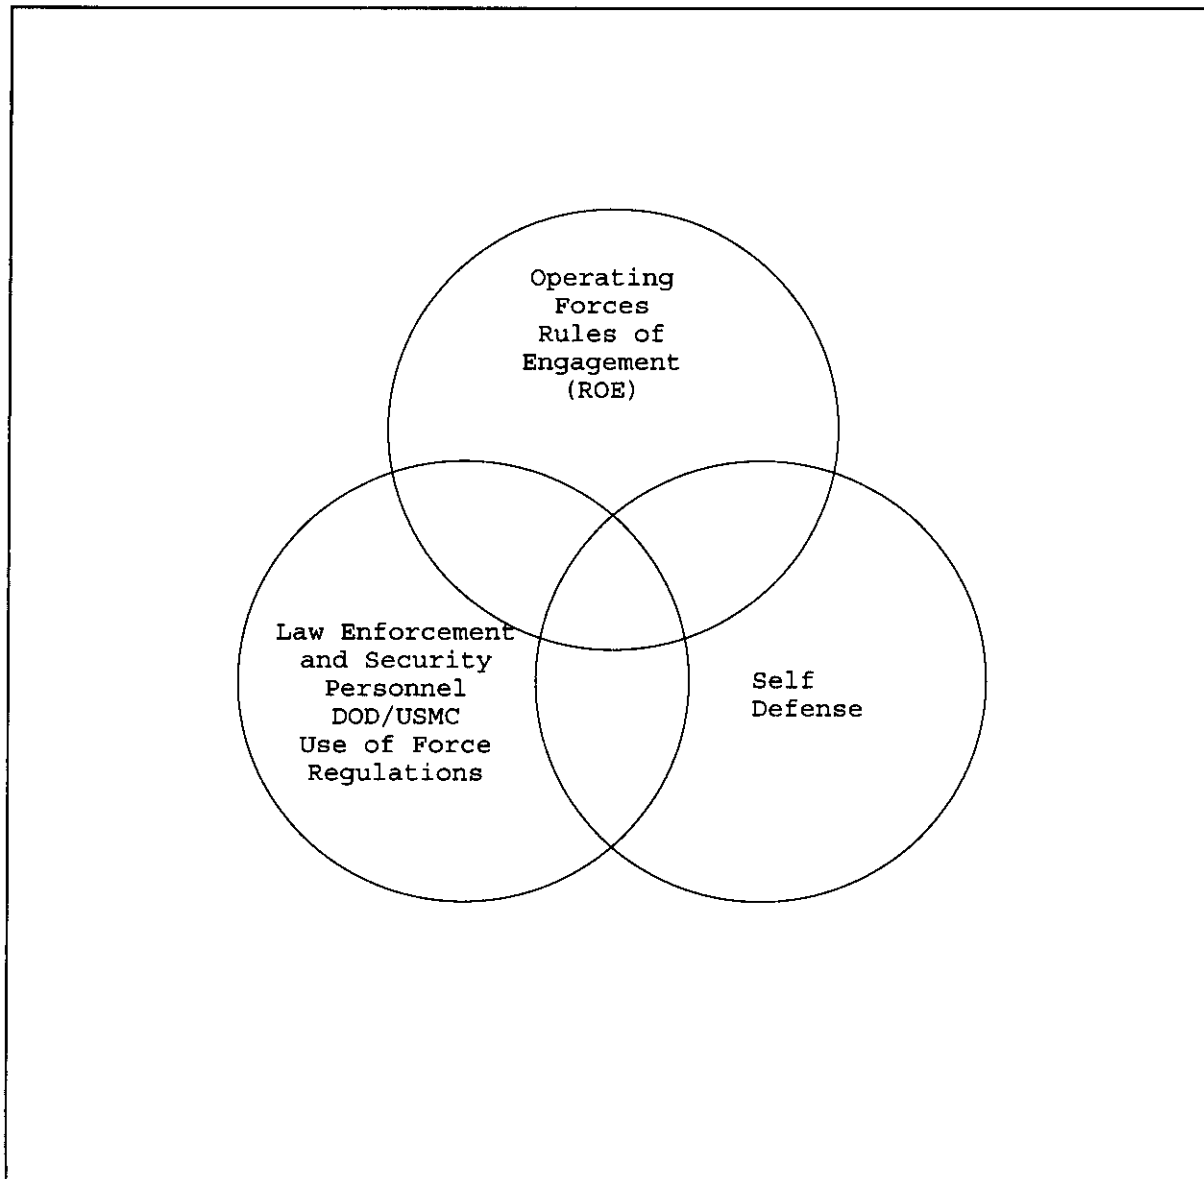 Operating
Forces
Rules of
Engagement
(ROE)
Law Enforcement
and Security
Personnel
DOD/USMC
Use of Force
Regulations
Self
Defense